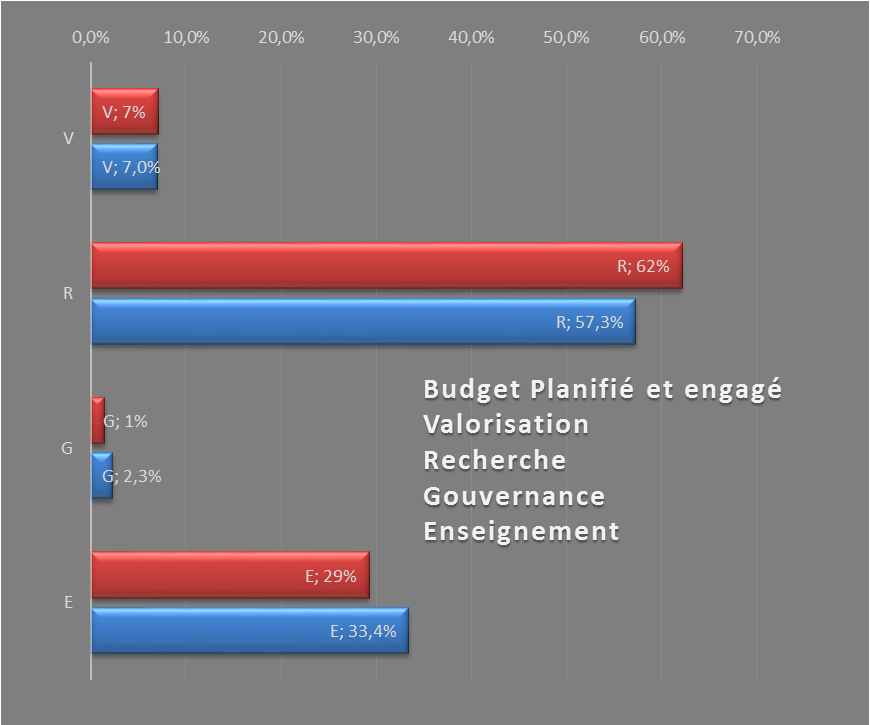 0,0% 10,0% 20,0% 30,0% 40,0% 50,0% 60,0% 70,0%
V; 7%
V
V; 7,0%
R; 62%
R
R; 57,3%
Budget Planifié et engagé
Valorisation
G; 1%
G
Recherche
G; 2,3%
Gouvernance
Enseignement
E; 29%
E
E; 33,4%